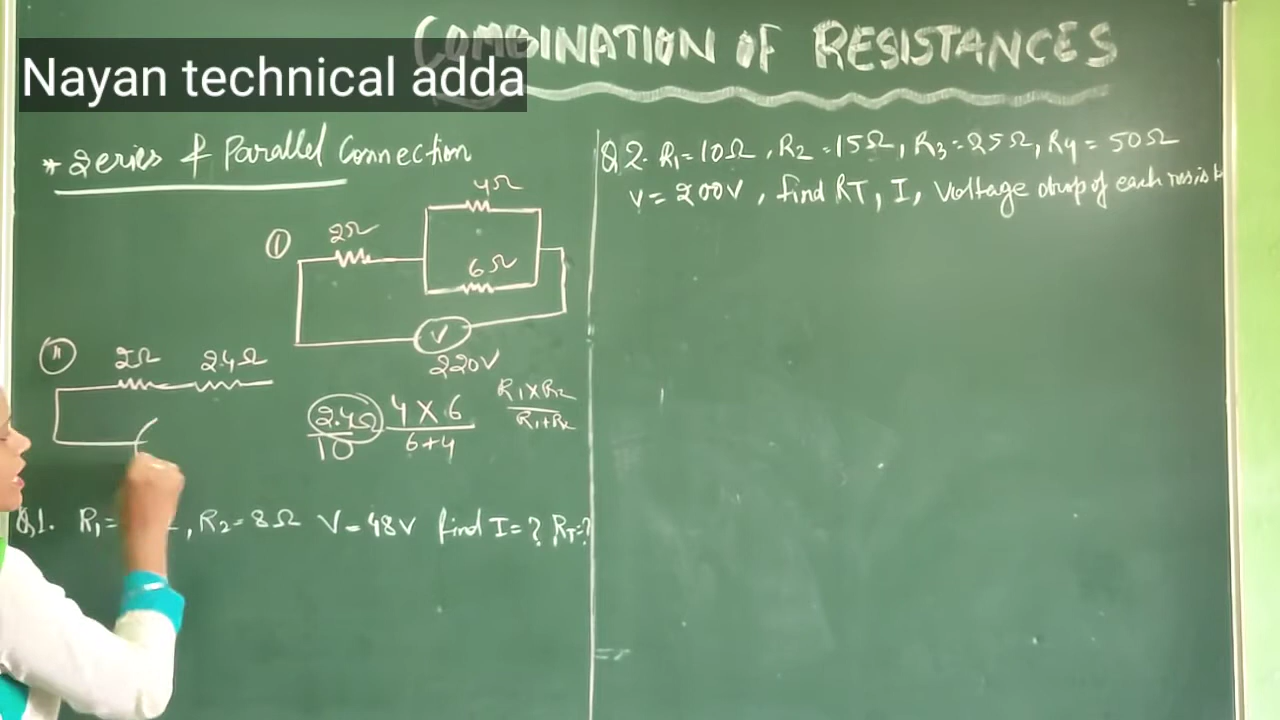 COMBINATION OF RESISTANCES
Nayan technical adda
* Series & Parallel Connection
4Ω
① 2Ω
6Ω
V
220V
(II) 2Ω 2.4Ω
2.4Ω 4 X 6 R1 X R2
10 6+4 R1+R2
Q,1. R1= , R2=8Ω V=48V find I=? RT=?
Q2. R1=10Ω, R2=15Ω, R3=25Ω, R4=50Ω
V=200V, find RT, I, Voltage drop of each resist